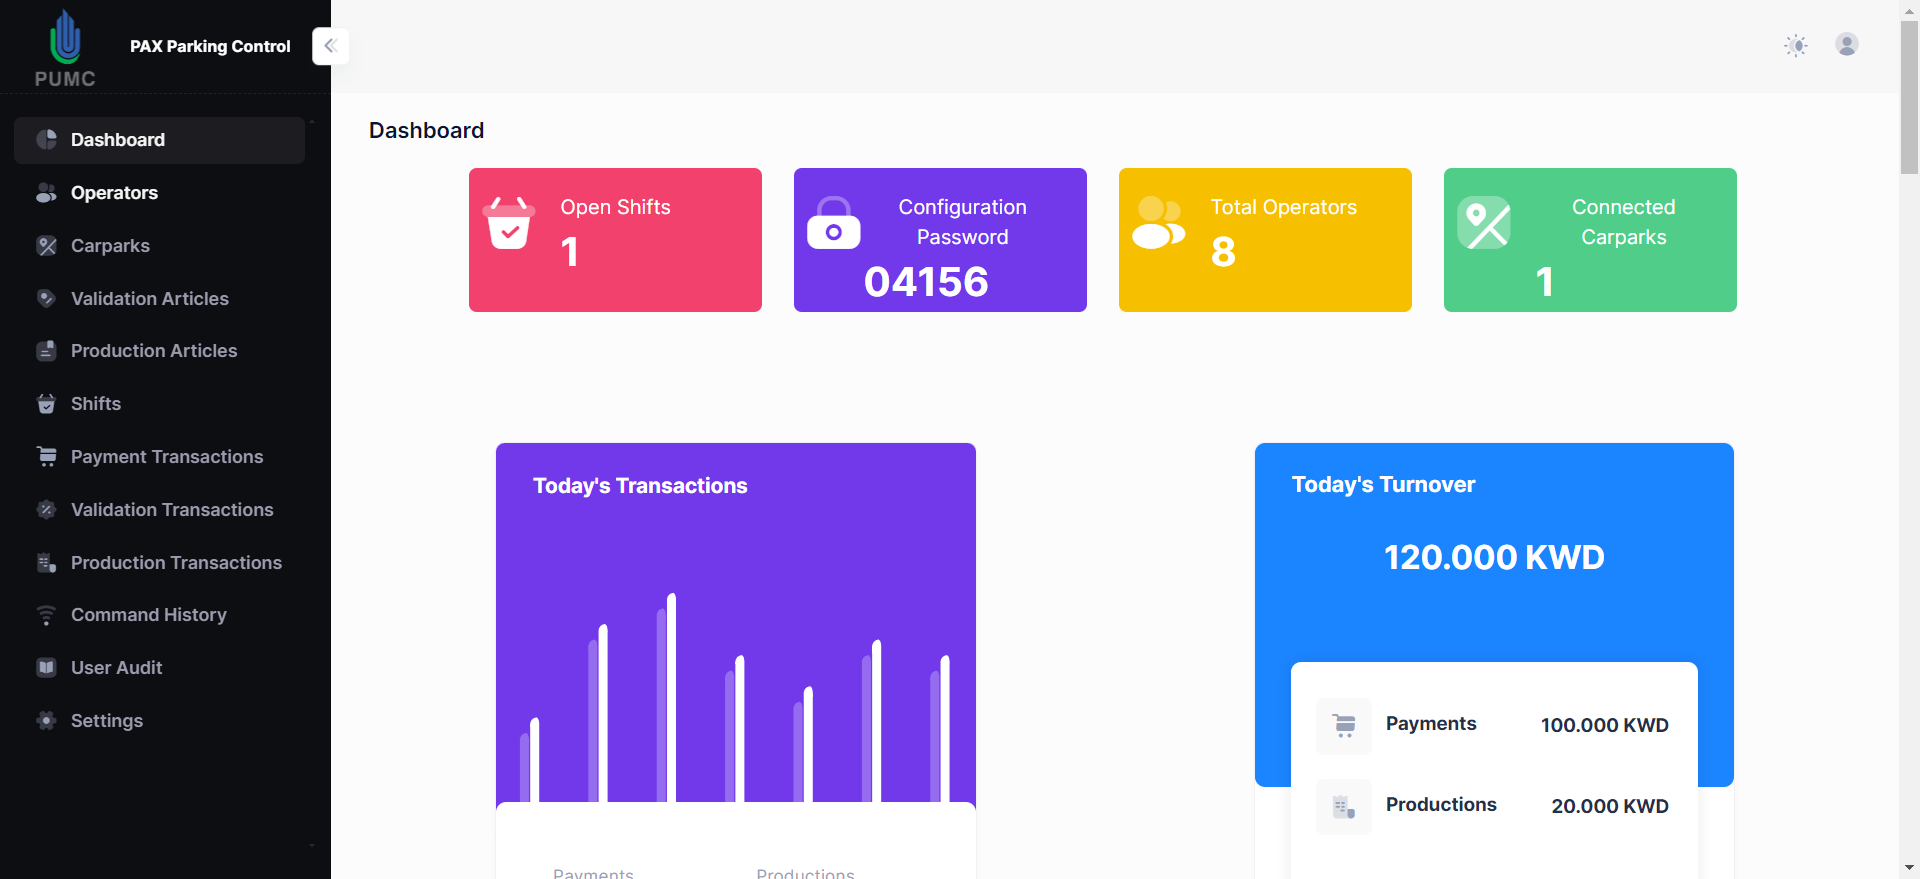 PUMC
PAX Parking Control
Dashboard
Operators
Carparks
Validation Articles
Production Articles
Shifts
Payment Transactions
Validation Transactions
Production Transactions
Command History
User Audit
Settings
Dashboard
Open Shifts
1
Configuration
Password
04156
Total Operators
8
Connected
Carparks
1
Today's Transactions
Payments
Productions
Today's Turnover
120.000 KWD
Payments
100.000 KWD
Productions
20.000 KWD